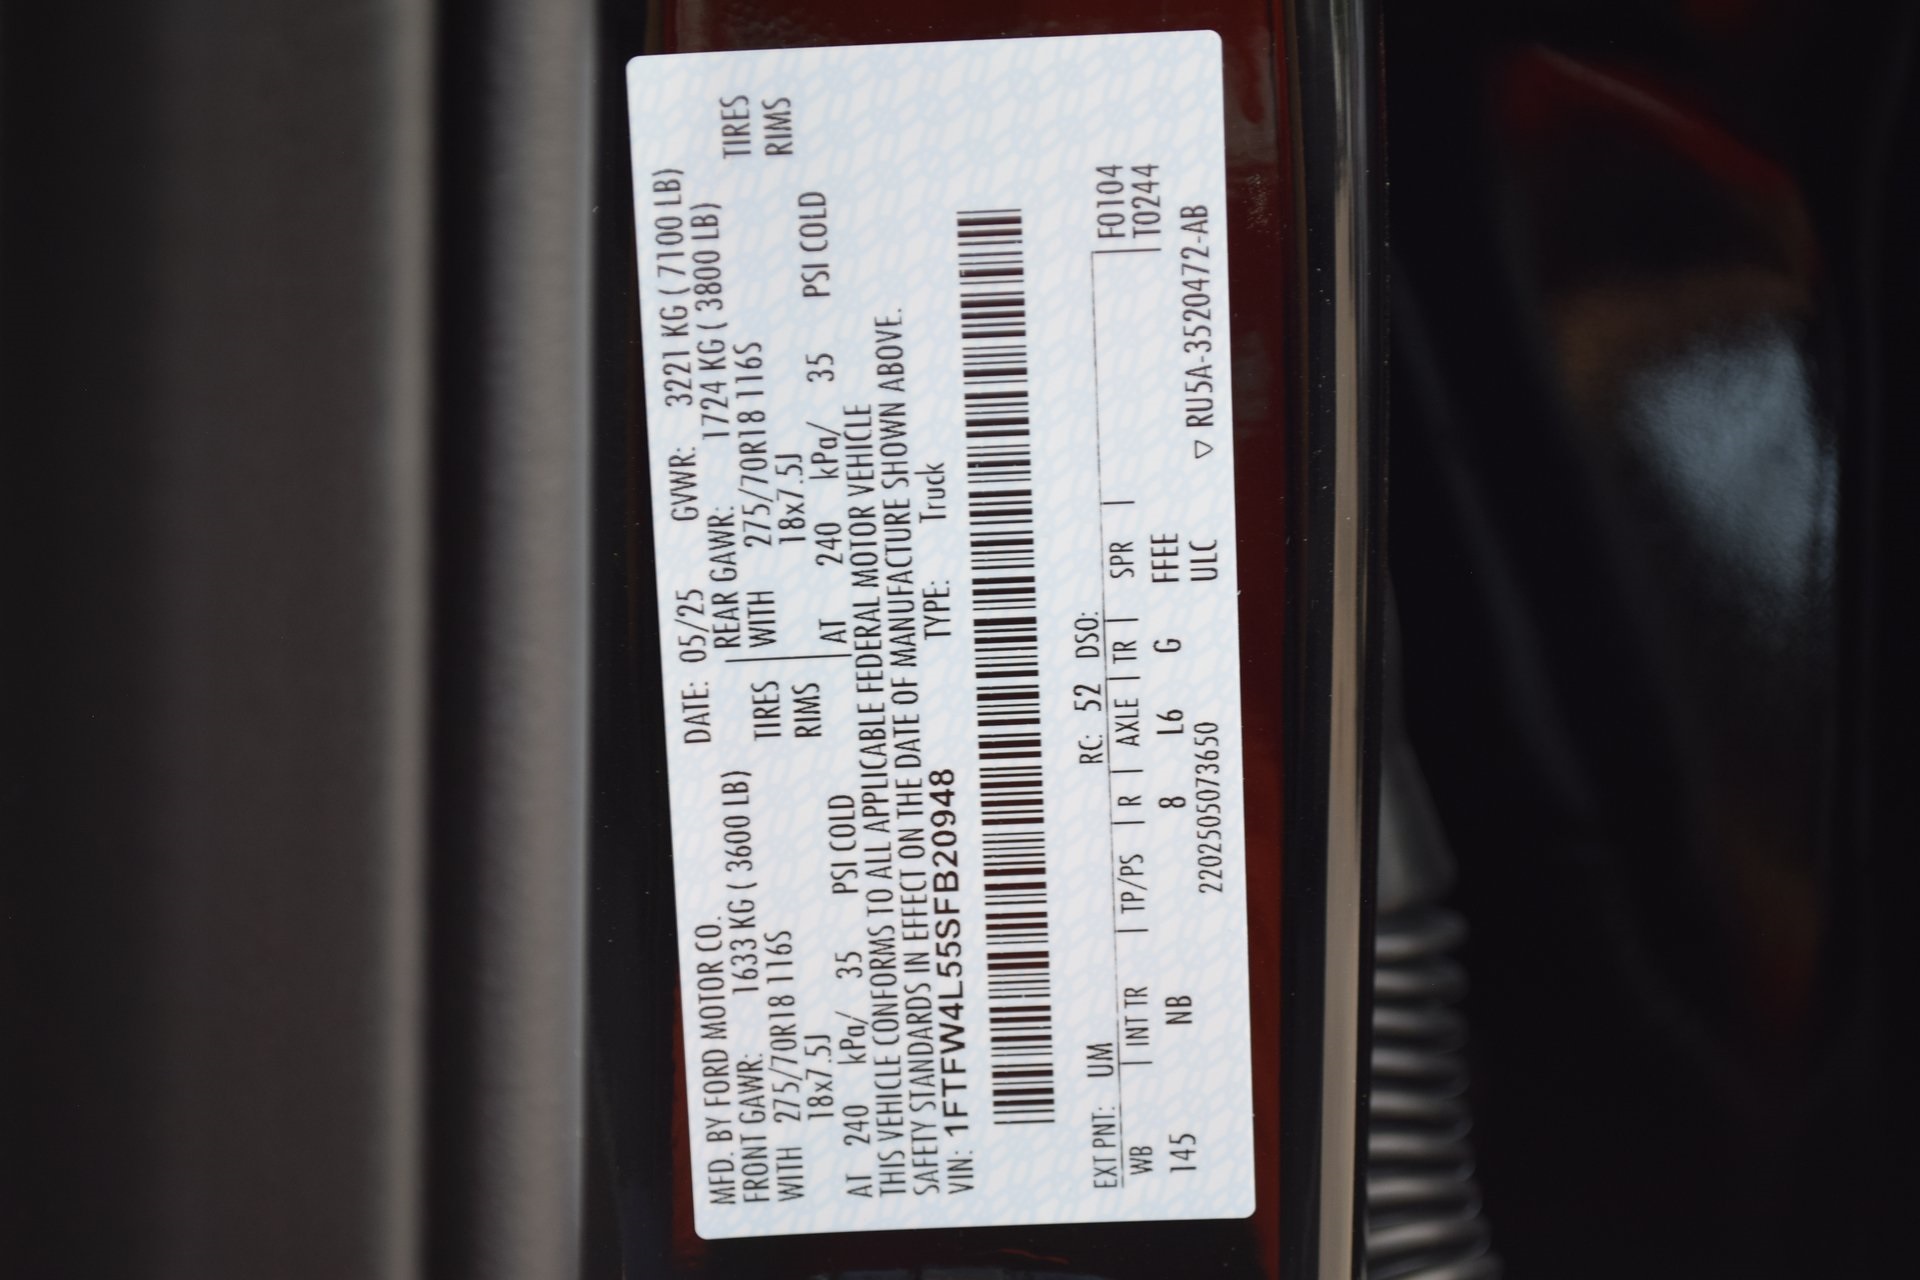 MFD. BY FORD MOTOR CO. DATE: 05/25 GVWR: 3221 KG ( 7100 LB)
FRONT GAWR: 1633 KG ( 3600 LB) REAR GAWR: 1724 KG ( 3800 LB)
WITH 275/70R18 116S TIRES WITH 275/70R18 116S TIRES
18x7.5J RIMS 18x7.5J RIMS
AT 240 kPa/ 35 PSI COLD AT 240 kPa/ 35 PSI COLD
THIS VEHICLE CONFORMS TO ALL APPLICABLE FEDERAL MOTOR VEHICLE
SAFETY STANDARDS IN EFFECT ON THE DATE OF MANUFACTURE SHOWN ABOVE.
VIN: 1FTFW4L55SFB20948 TYPE: Truck
EXT PNT: UM RC: 52 DSO: F0104
WB INT TR TP/PS R AXLE TR SPR T0244
145 NB 8 L6 G FFEE
2202505073650 ULC ▽ RU5A-3520472-AB